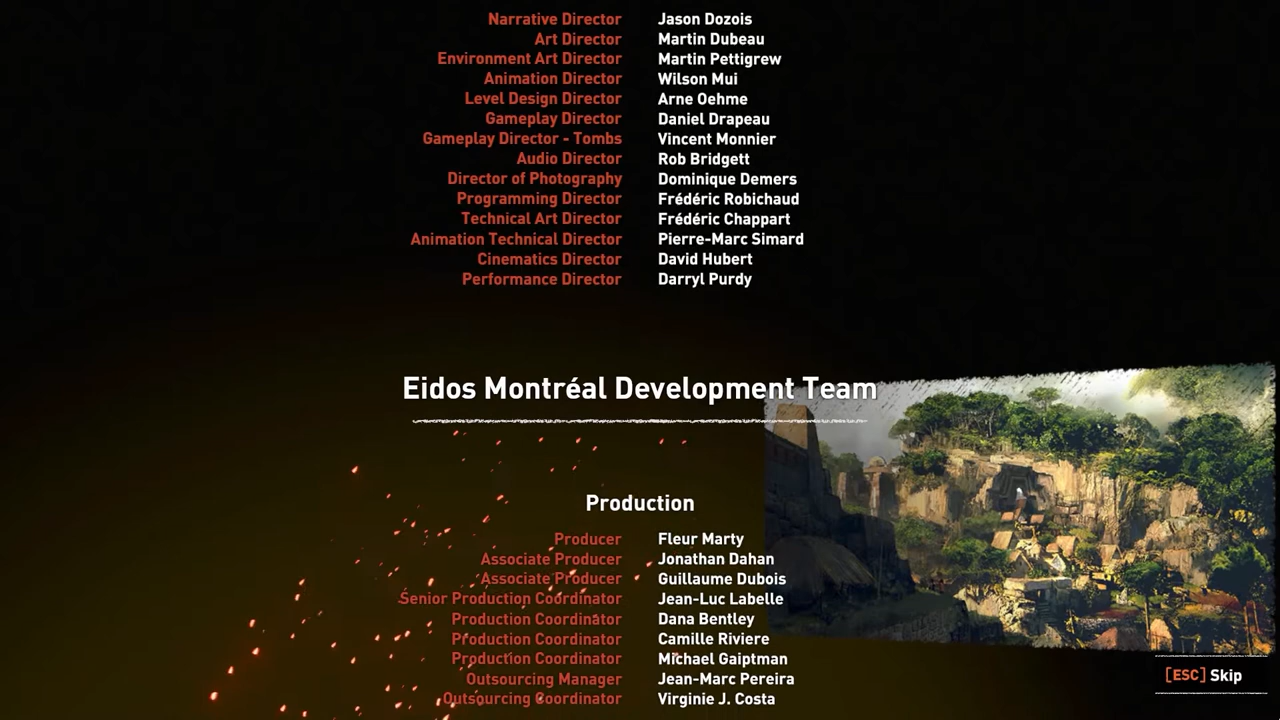 Narrative Director Jason Dozois
Art Director Martin Dubeau
Environment Art Director Martin Pettigrew
Animation Director Wilson Mui
Level Design Director Arne Oehme
Gameplay Director Daniel Drapeau
Gameplay Director - Tombs Vincent Monnier
Audio Director Rob Bridgett
Director of Photography Dominique Demers
Programming Director Frédéric Robichaud
Technical Art Director Frédéric Chappart
Animation Technical Director Pierre-Marc Simard
Cinematics Director David Hubert
Performance Director Darryl Purdy
Eidos Montréal Development Team
Production
Producer Fleur Marty
Associate Producer Jonathan Dahan
Associate Producer Guillaume Dubois
Senior Production Coordinator Jean-Luc Labelle
Production Coordinator Dana Bentley
Production Coordinator Camille Riviere
Production Coordinator Michael Gaiptman
Outsourcing Manager Jean-Marc Pereira
Outsourcing Coordinator Virginie J. Costa
[ESC] Skip